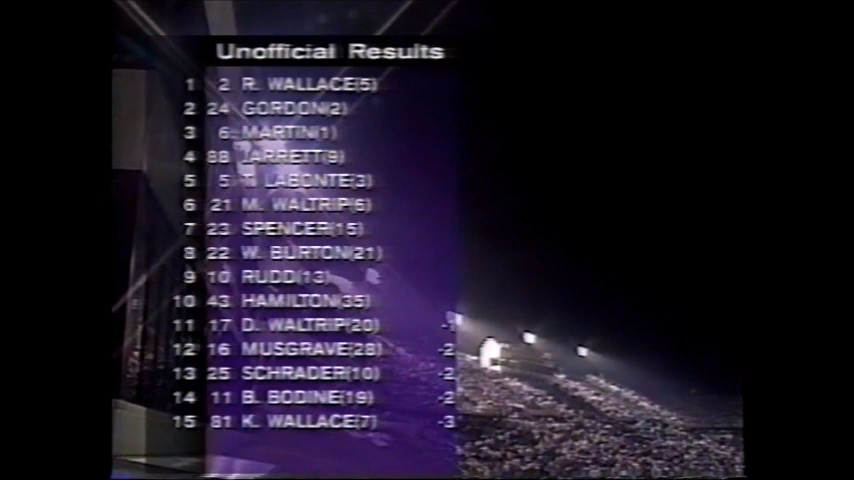 Unofficial Results
1 2 R. WALLACE(5)
2 24 GORDON(2)
3 6 MARTIN(1)
4 88 JARRETT(9)
5 5 T. LABONTE(3)
6 21 M. WALTRIP(6)
7 23 SPENCER(15)
8 22 W. BURTON(21)
9 10 RUDD(13)
10 43 HAMILTON(35)
11 17 D. WALTRIP(20) -1
12 16 MUSGRAVE(28) -2
13 25 SCHRADER(10) -2
14 11 B. BODINE(19) -2
15 81 K. WALLACE(7) -3